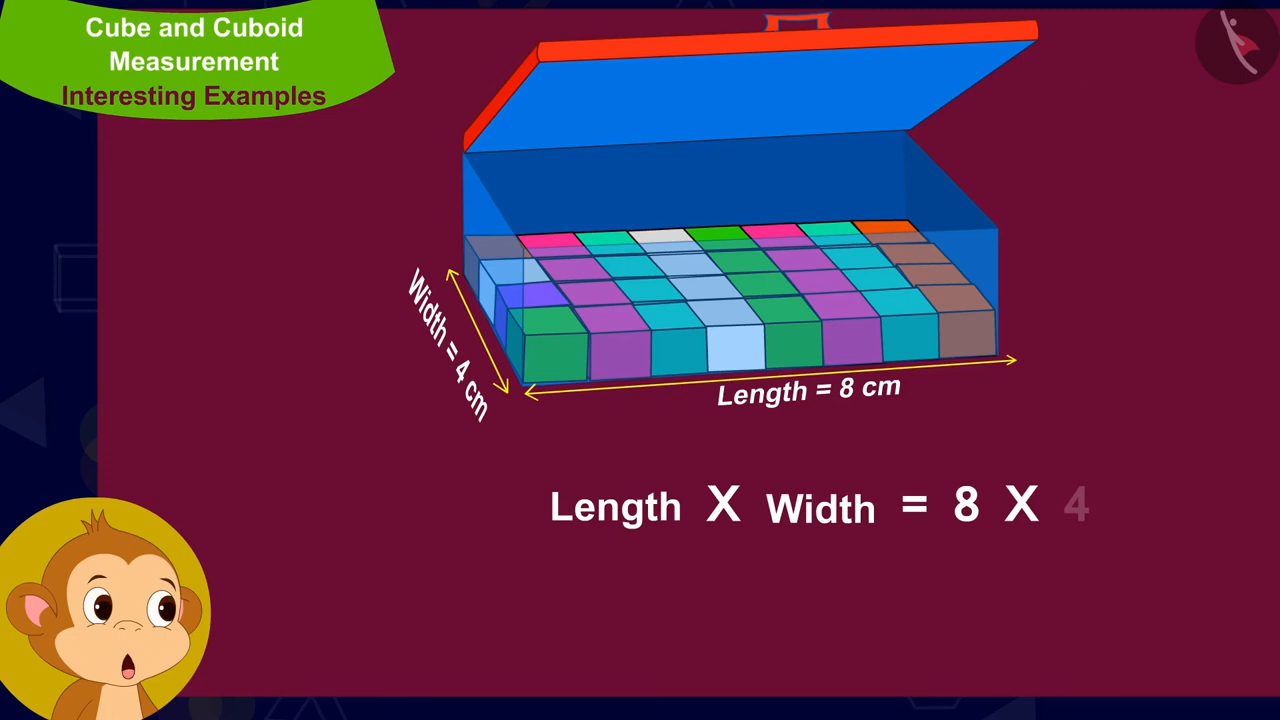 Cube and Cuboid
Measurement
Interesting Examples
Width = 4 cm
Length = 8 cm
Length X Width = 8 X 4